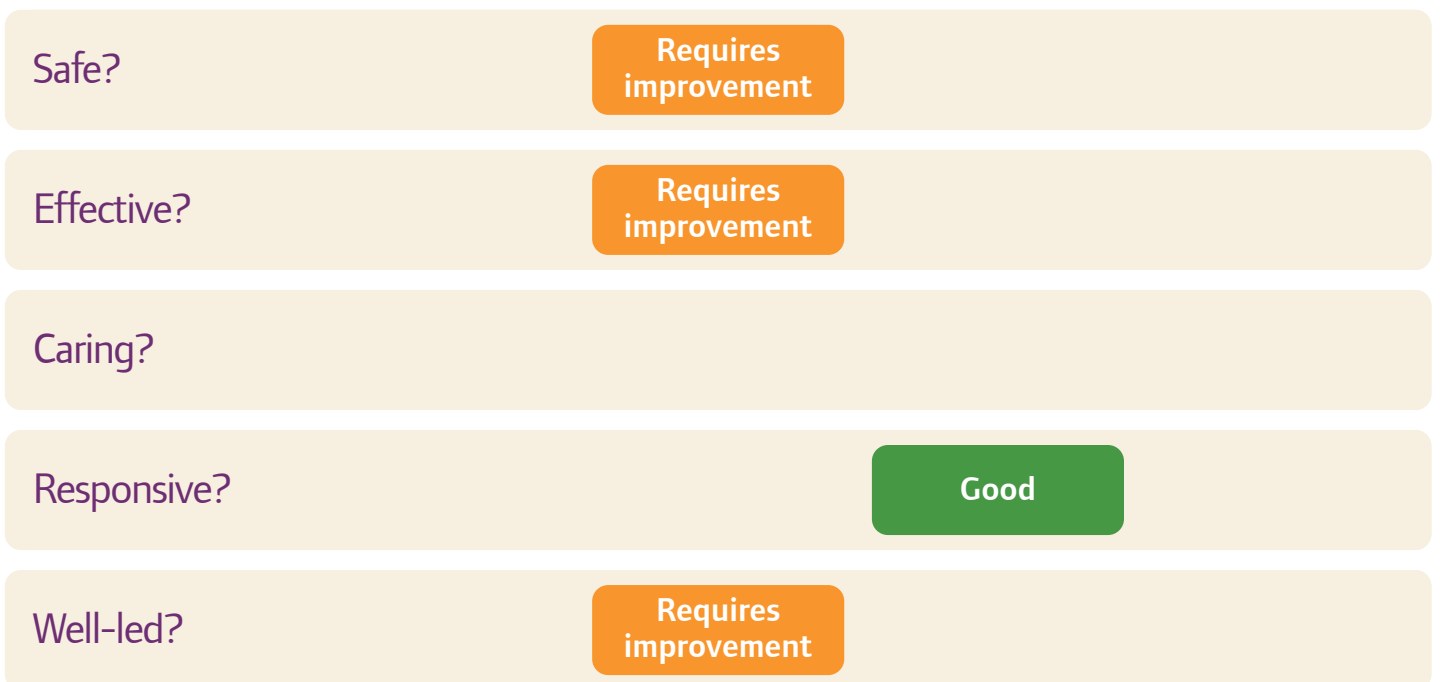 Safe?
Requires
improvement
Effective?
Requires
improvement
Caring?
Responsive?
Good
Well-led?
Requires
improvement